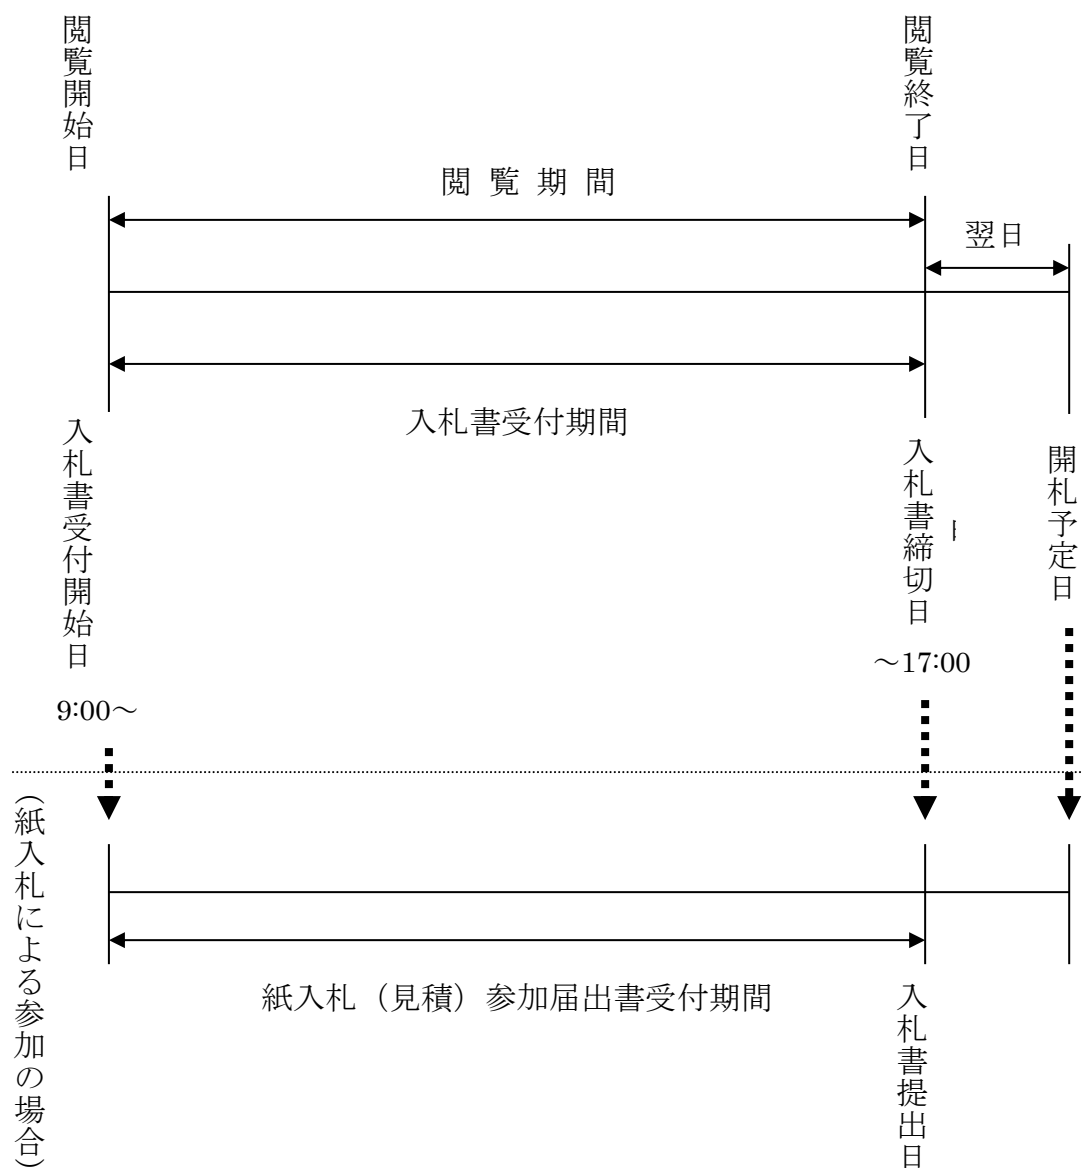 閲覧開始日
閲覧終了日
閲覧期間
翌日
入札書受付期間
入札書受付開始日
入札書締切日
開札予定日
～17:00
9:00～
（紙入札による参加の場合）
紙入札（見積）参加届出書受付期間
入札書提出日